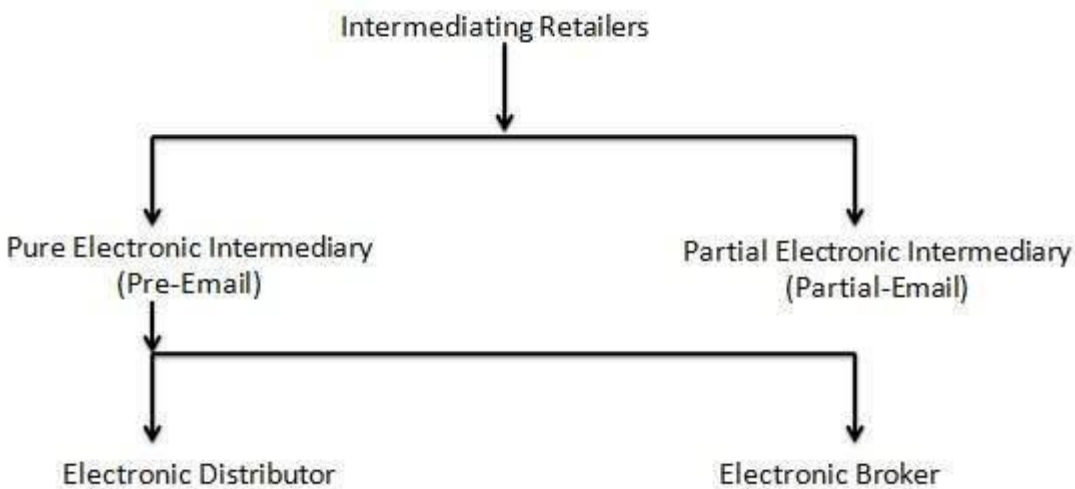 Intermediating Retailers
Pure Electronic Intermediary
(Pre-Email)
Partial Electronic Intermediary
(Partial-Email)
Electronic Distributor
Electronic Broker